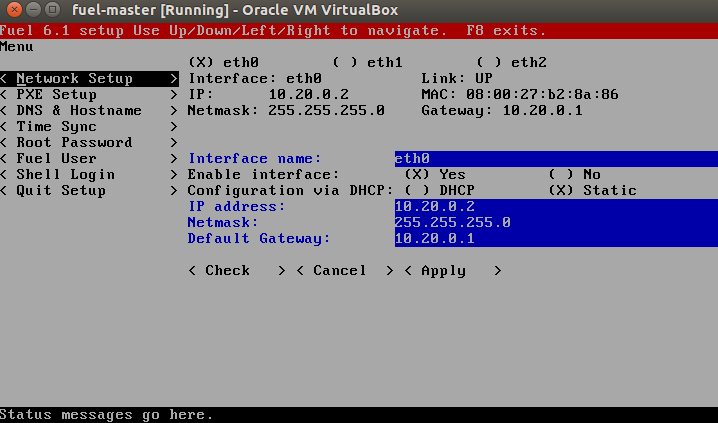 fuel-master [Running] - Oracle VM VirtualBox
Fuel 6.1 setup Use Up/Down/Left/Right to navigate.  F8 exits.
Menu
(X) eth0 ( ) eth1 ( ) eth2
< Network Setup > Interface: eth0 Link: UP
< PXE Setup > IP: 10.20.0.2 MAC: 08:00:27:b2:8a:86
< DNS & Hostname > Netmask: 255.255.255.0 Gateway: 10.20.0.1
< Time Sync >
< Root Password >
< Fuel User > Interface name: eth0
< Shell Login > Enable interface: (X) Yes ( ) No
< Quit Setup > Configuration via DHCP: ( ) DHCP (X) Static
IP address: 10.20.0.2
Netmask: 255.255.255.0
Default Gateway: 10.20.0.1
< Check > < Cancel > < Apply >
Status messages go here.